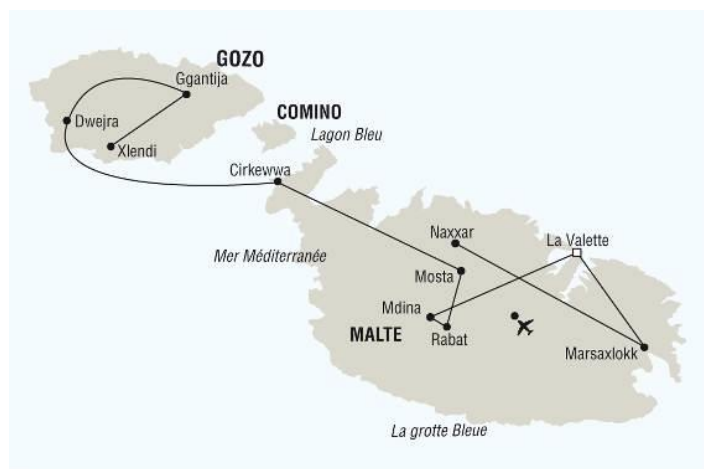 GOZO
Ggantija
COMINO
Dwejra
Lagon Bleu
Xlendi
Cirkewwa
Naxxar
La Valette
Mer Méditerranée
Mosta
Mdina
MALTE
Rabat
Marsaxlokk
La grotte Bleue